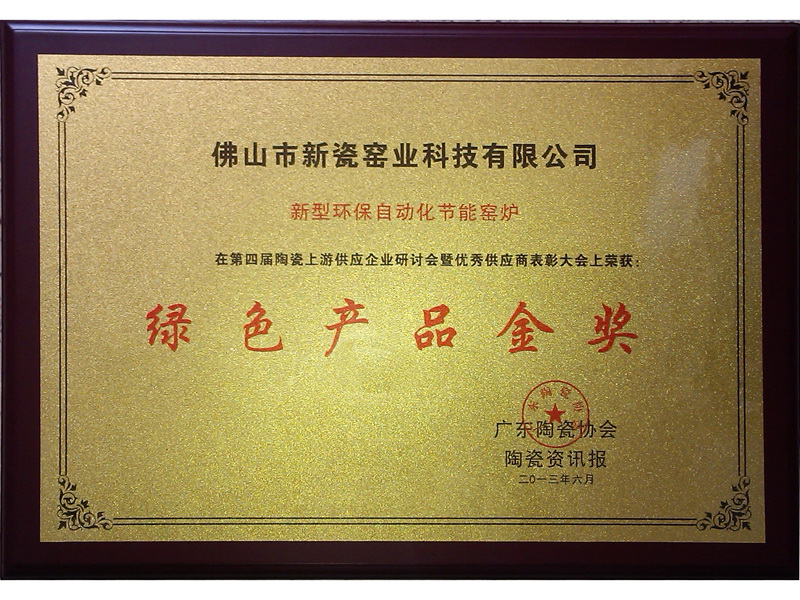 佛山市新瓷窑业科技有限公司
新型环保自动化节能窑炉
在第四届陶瓷上游供应企业研讨会暨优秀供应商表彰大会上荣获：
绿色产品金奖
广东陶瓷协会
陶瓷资讯报
二〇一三年六月